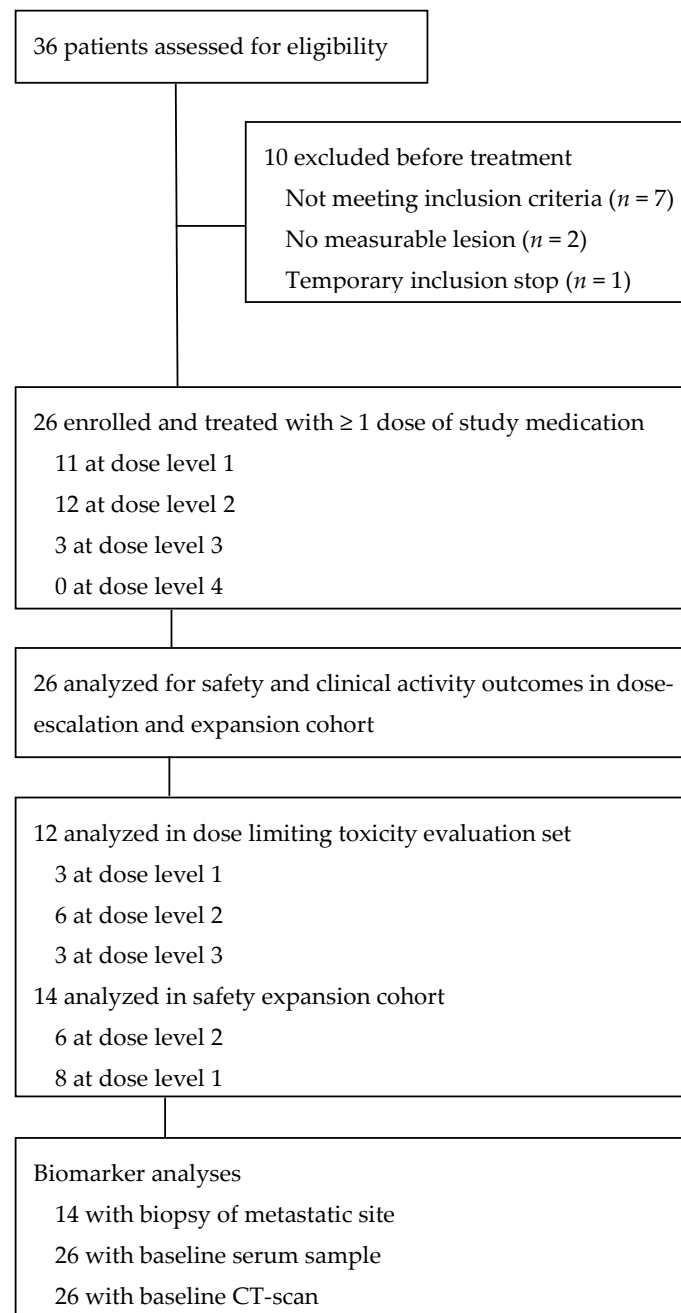 36 patients assessed for eligibility
10 excluded before treatment
Not meeting inclusion criteria (n = 7)
No measurable lesion (n = 2)
Temporary inclusion stop (n = 1)
26 enrolled and treated with ≥ 1 dose of study medication
11 at dose level 1
12 at dose level 2
3 at dose level 3
0 at dose level 4
26 analyzed for safety and clinical activity outcomes in dose-
escalation and expansion cohort
12 analyzed in dose limiting toxicity evaluation set
3 at dose level 1
6 at dose level 2
3 at dose level 3
14 analyzed in safety expansion cohort
6 at dose level 2
8 at dose level 1
Biomarker analyses
14 with biopsy of metastatic site
26 with baseline serum sample
26 with baseline CT-scan